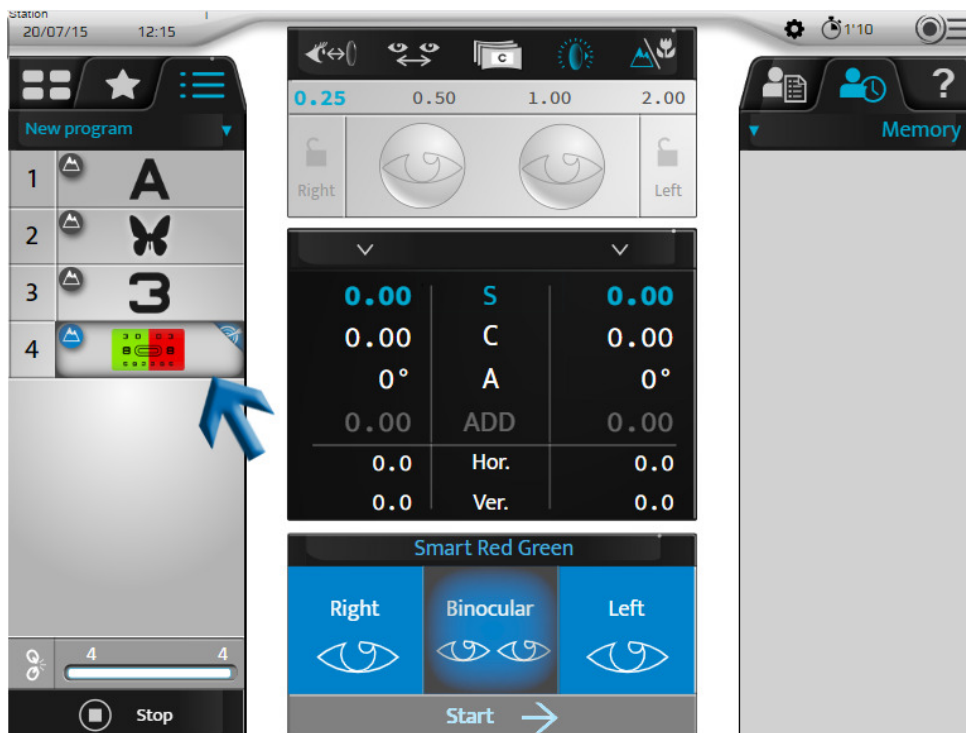 Station
20/07/15 12:15
1'10
?
New program
Memory
0.25 0.50 1.00 2.00
Right Left
1 A
2
3 3
4
0.00 S 0.00
0.00 C 0.00
0° A 0°
0.00 ADD 0.00
0.0 Hor. 0.0
0.0 Ver. 0.0
Smart Red Green
Right Binocular Left
4 4
Stop
Start